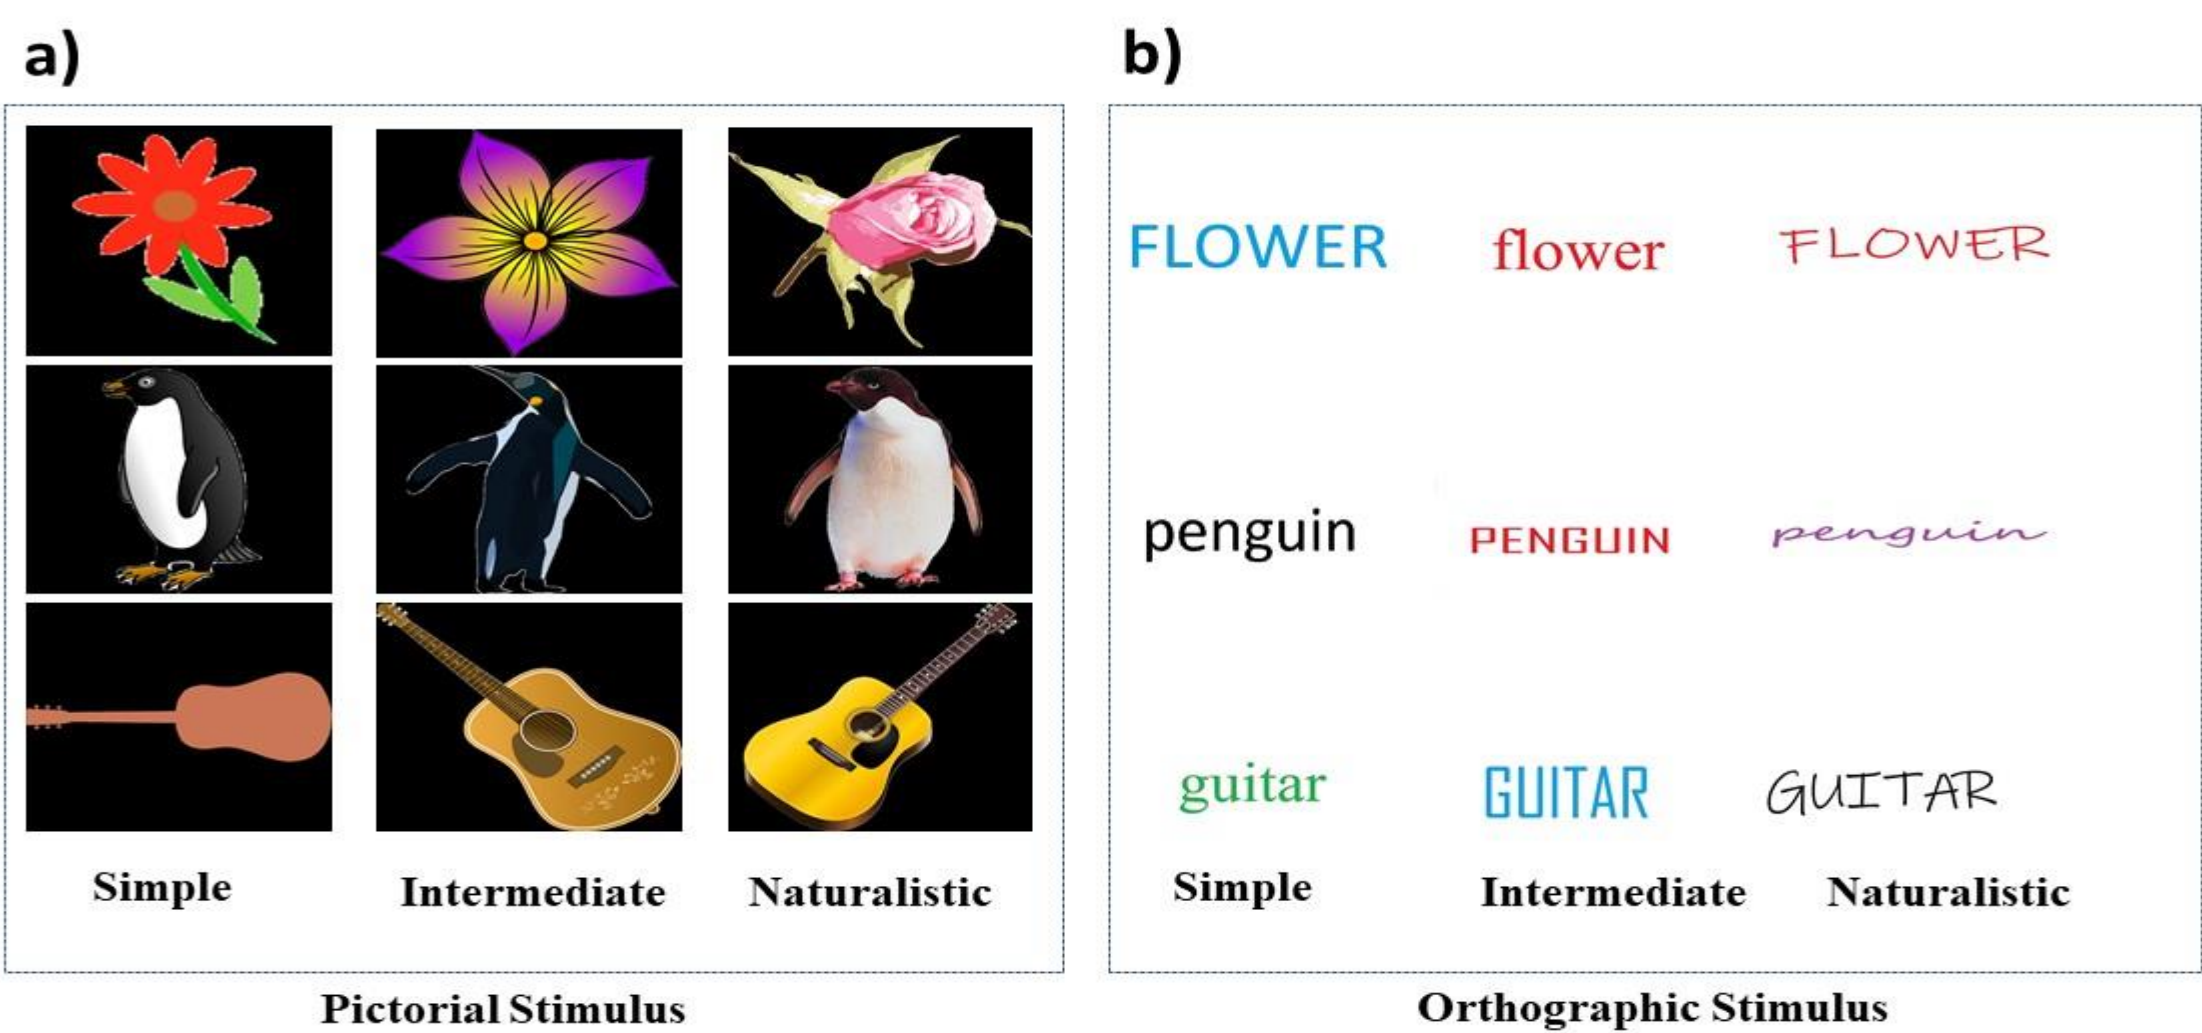 a)
Simple Intermediate Naturalistic
Pictorial Stimulus
b)
FLOWER flower FLOWER
penguin PENGUIN penguin
guitar GUITAR GUITAR
Simple Intermediate Naturalistic
Orthographic Stimulus